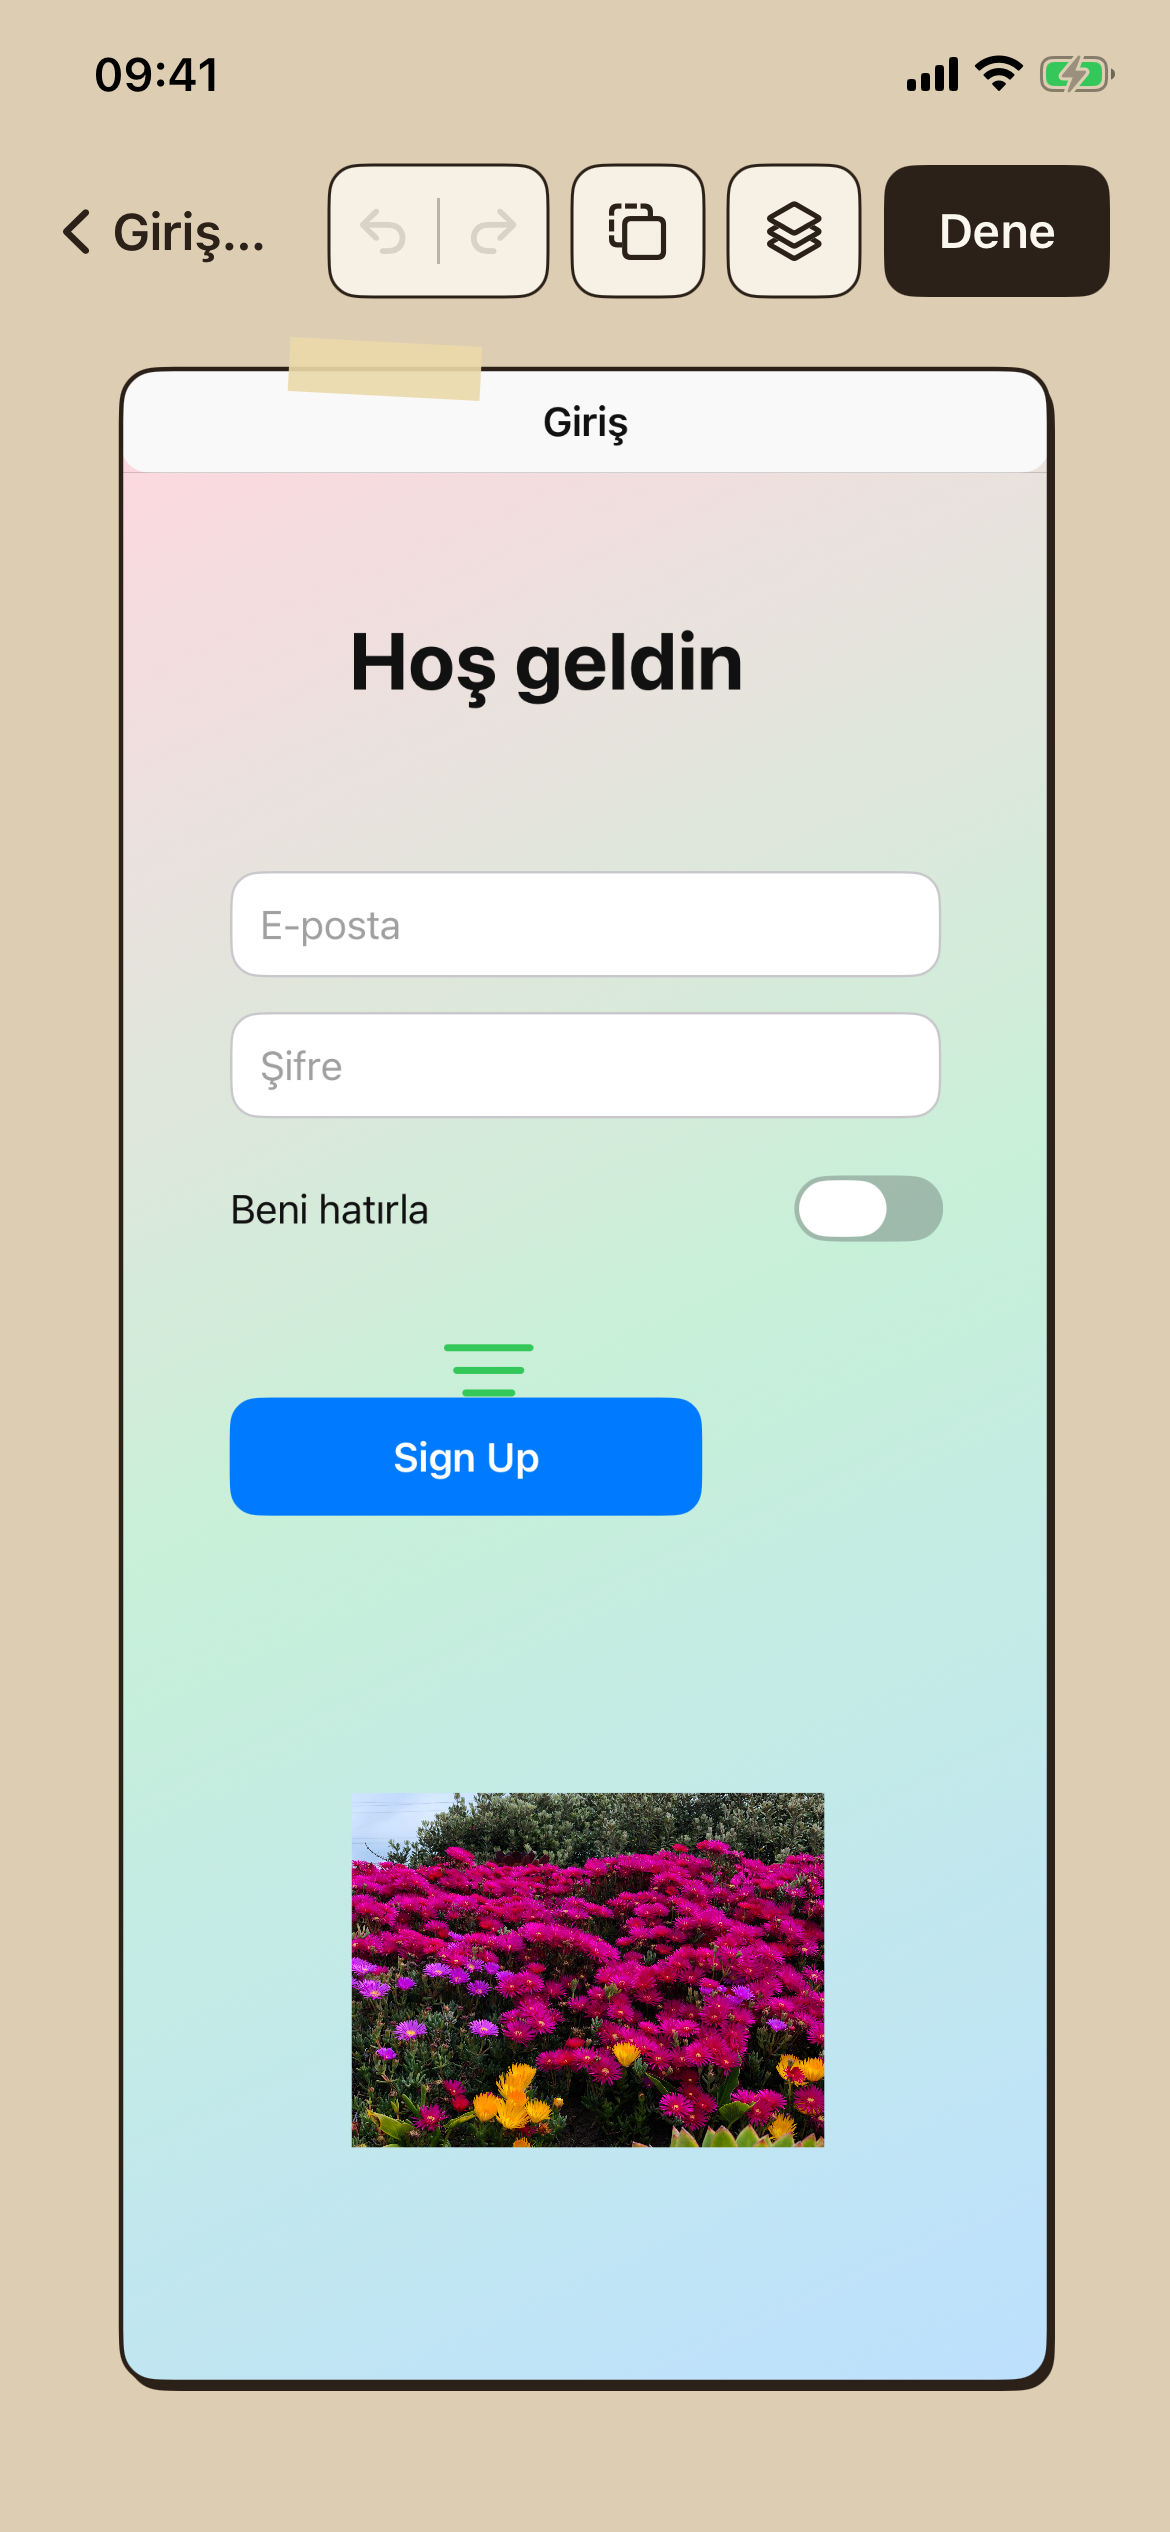 09:41
Giriş...
Dene
Giriş
Hoş geldin
E-posta
Şifre
Beni hatırla
Sign Up